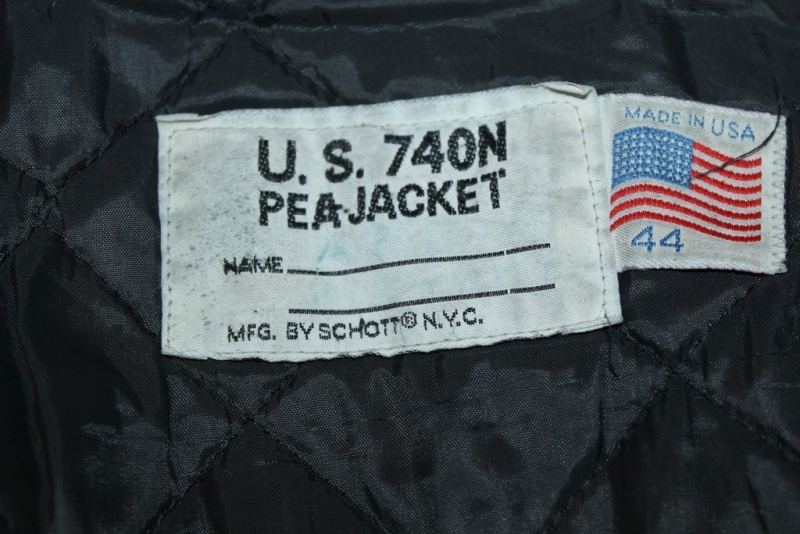 U. S. 740N
PEA-JACKET
NAME
MFG. BY SCHOTT® N.Y.C.
MADE IN USA
44